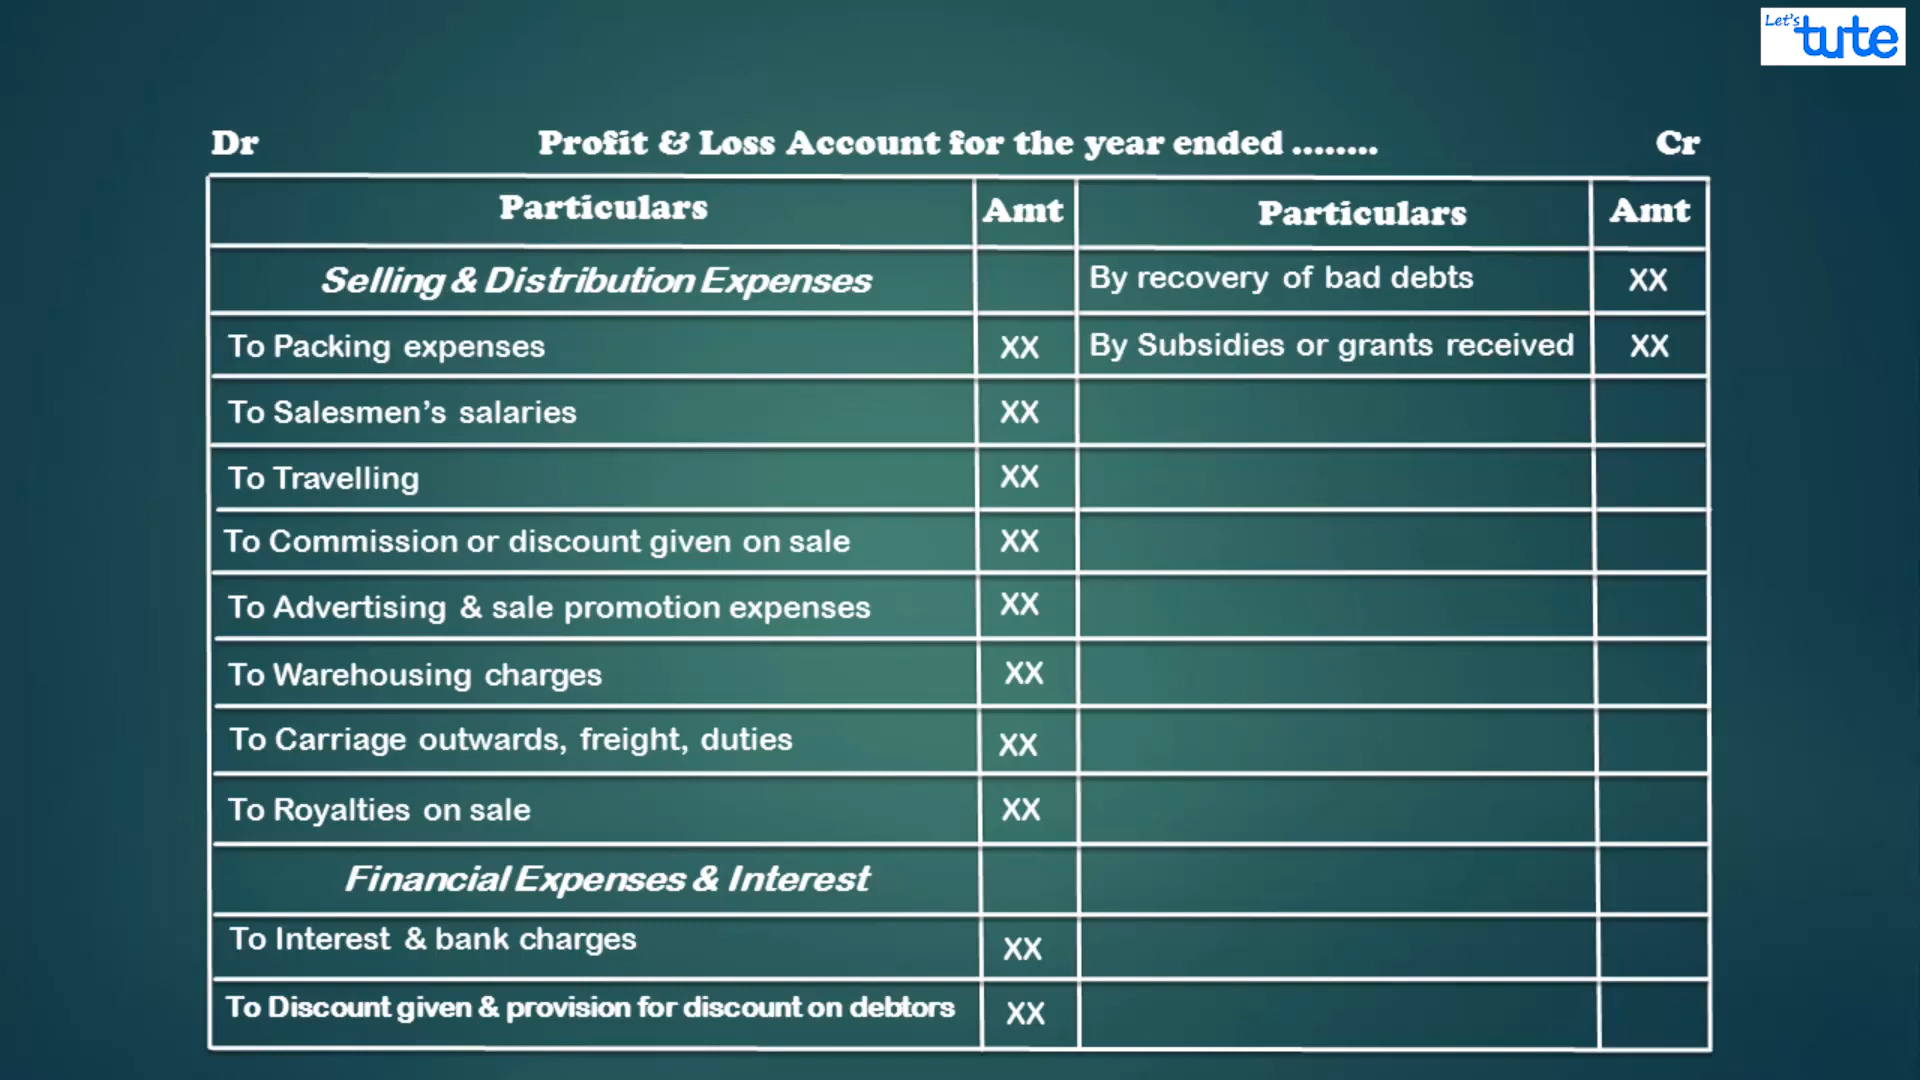 Let's tute
Dr Profit & Loss Account for the year ended ........ Cr
Particulars Amt Particulars Amt
Selling & Distribution Expenses By recovery of bad debts XX
To Packing expenses XX By Subsidies or grants received XX
To Salesmen’s salaries XX
To Travelling XX
To Commission or discount given on sale XX
To Advertising & sale promotion expenses XX
To Warehousing charges XX
To Carriage outwards, freight, duties XX
To Royalties on sale XX
Financial Expenses & Interest
To Interest & bank charges XX
To Discount given & provision for discount on debtors XX